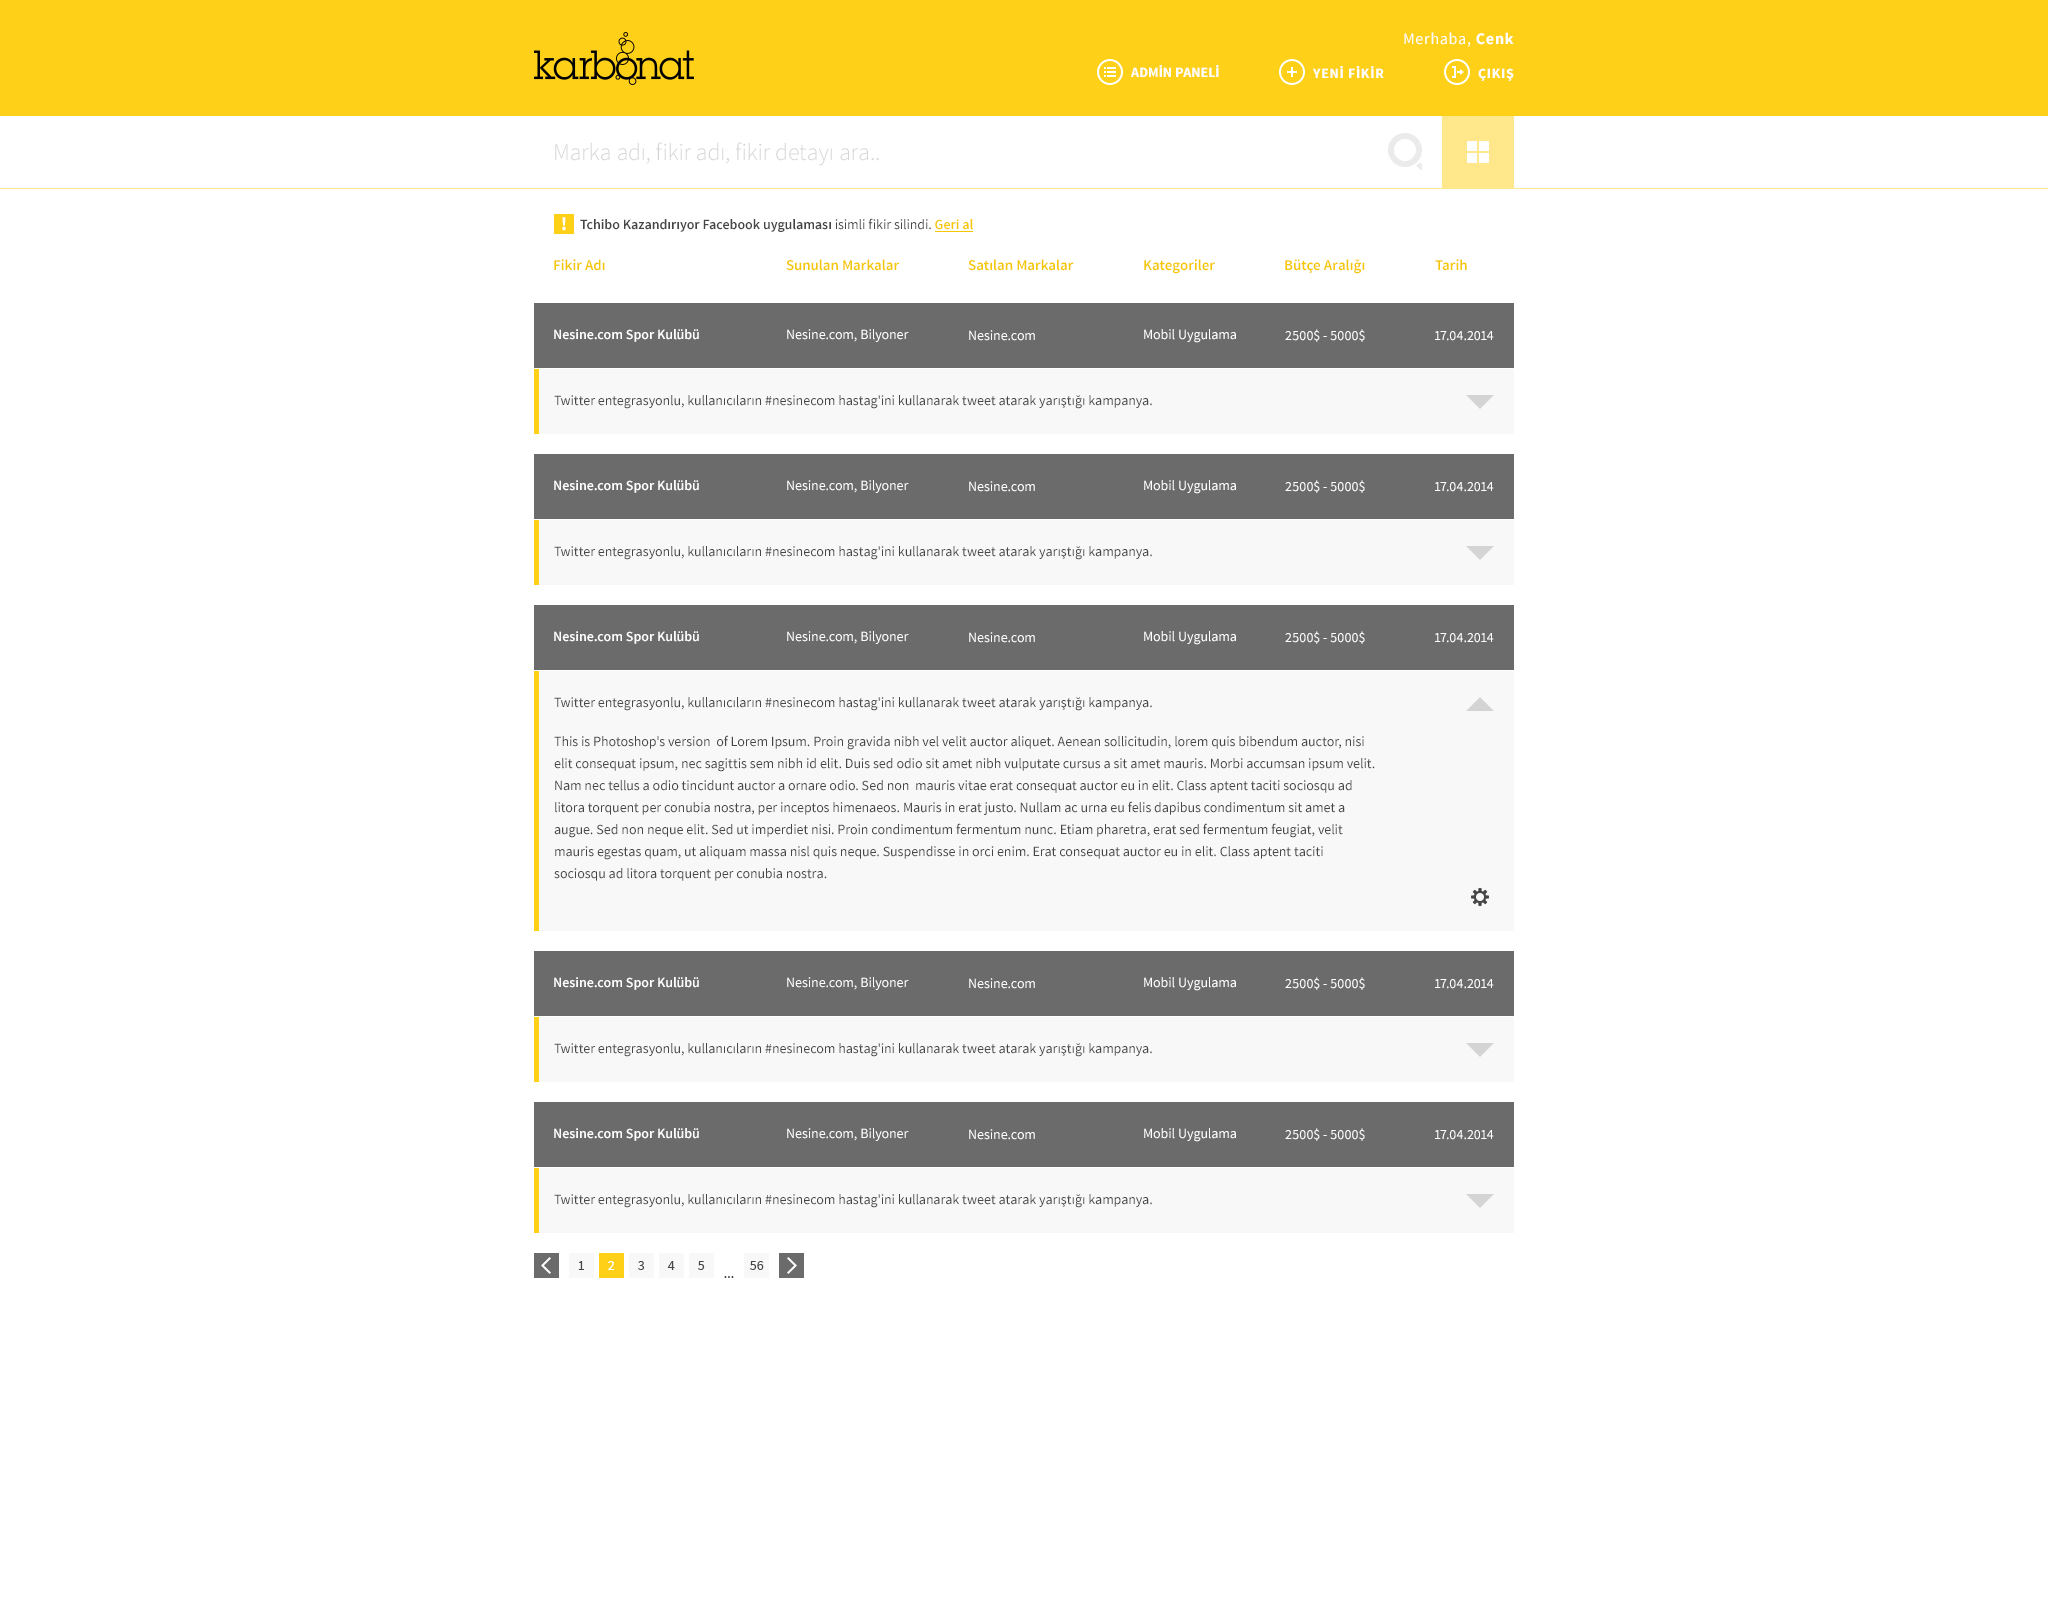 karbonat
Merhaba, Cenk
ADMİN PANELİ YENİ FİKİR ÇIKIŞ
Marka adı, fikir adı, fikir detayı ara..
! Tchibo Kazandırıyor Facebook uygulaması isimli fikir silindi. Geri al
Fikir Adı Sunulan Markalar Satılan Markalar Kategoriler Bütçe Aralığı Tarih
Nesine.com Spor Kulübü Nesine.com, Bilyoner Nesine.com Mobil Uygulama 2500$ - 5000$ 17.04.2014
Twitter entegrasyonlu, kullanıcıların #nesinecom hastag'ini kullanarak tweet atarak yarıştığı kampanya.
Nesine.com Spor Kulübü Nesine.com, Bilyoner Nesine.com Mobil Uygulama 2500$ - 5000$ 17.04.2014
Twitter entegrasyonlu, kullanıcıların #nesinecom hastag'ini kullanarak tweet atarak yarıştığı kampanya.
Nesine.com Spor Kulübü Nesine.com, Bilyoner Nesine.com Mobil Uygulama 2500$ - 5000$ 17.04.2014
Twitter entegrasyonlu, kullanıcıların #nesinecom hastag'ini kullanarak tweet atarak yarıştığı kampanya.
This is Photoshop's version of Lorem Ipsum. Proin gravida nibh vel velit auctor aliquet. Aenean sollicitudin, lorem quis bibendum auctor, nisi
elit consequat ipsum, nec sagittis sem nibh id elit. Duis sed odio sit amet nibh vulputate cursus a sit amet mauris. Morbi accumsan ipsum velit.
Nam nec tellus a odio tincidunt auctor a ornare odio. Sed non mauris vitae erat consequat auctor eu in elit. Class aptent taciti sociosqu ad
litora torquent per conubia nostra, per inceptos himenaeos. Mauris in erat justo. Nullam ac urna eu felis dapibus condimentum sit amet a
augue. Sed non neque elit. Sed ut imperdiet nisi. Proin condimentum fermentum nunc. Etiam pharetra, erat sed fermentum feugiat, velit
mauris egestas quam, ut aliquam massa nisl quis neque. Suspendisse in orci enim. Erat consequat auctor eu in elit. Class aptent taciti
sociosqu ad litora torquent per conubia nostra.
Nesine.com Spor Kulübü Nesine.com, Bilyoner Nesine.com Mobil Uygulama 2500$ - 5000$ 17.04.2014
Twitter entegrasyonlu, kullanıcıların #nesinecom hastag'ini kullanarak tweet atarak yarıştığı kampanya.
Nesine.com Spor Kulübü Nesine.com, Bilyoner Nesine.com Mobil Uygulama 2500$ - 5000$ 17.04.2014
Twitter entegrasyonlu, kullanıcıların #nesinecom hastag'ini kullanarak tweet atarak yarıştığı kampanya.
1 2 3 4 5 ... 56